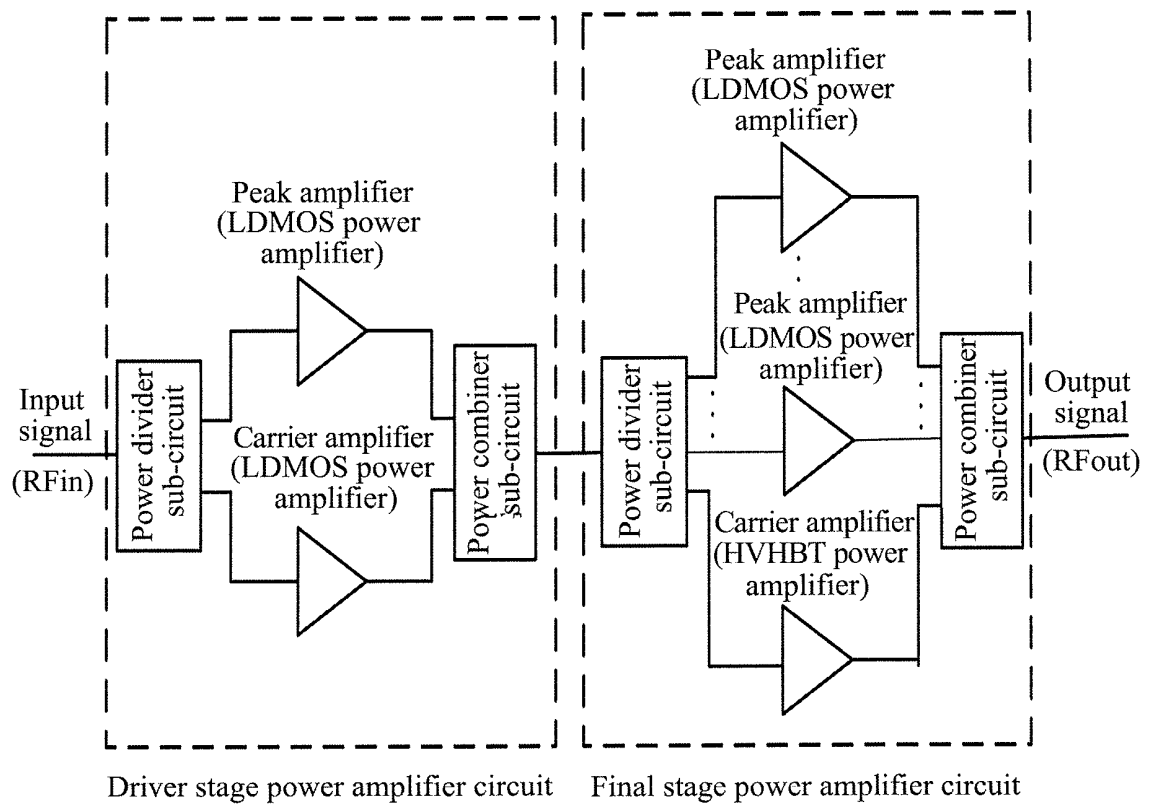 Peak amplifier
(LDMOS power
amplifier)
Carrier amplifier
(LDMOS power
amplifier)
Input
signal
(RFin)
Power divider
sub-circuit
Power combiner
sub-circuit
Peak amplifier
(LDMOS power
amplifier)
Peak amplifier
(LDMOS power
amplifier)
Carrier amplifier
(HVHBT power
amplifier)
Power divider
sub-circuit
Power combiner
sub-circuit
Output
signal
(RFout)
Driver stage power amplifier circuit
Final stage power amplifier circuit